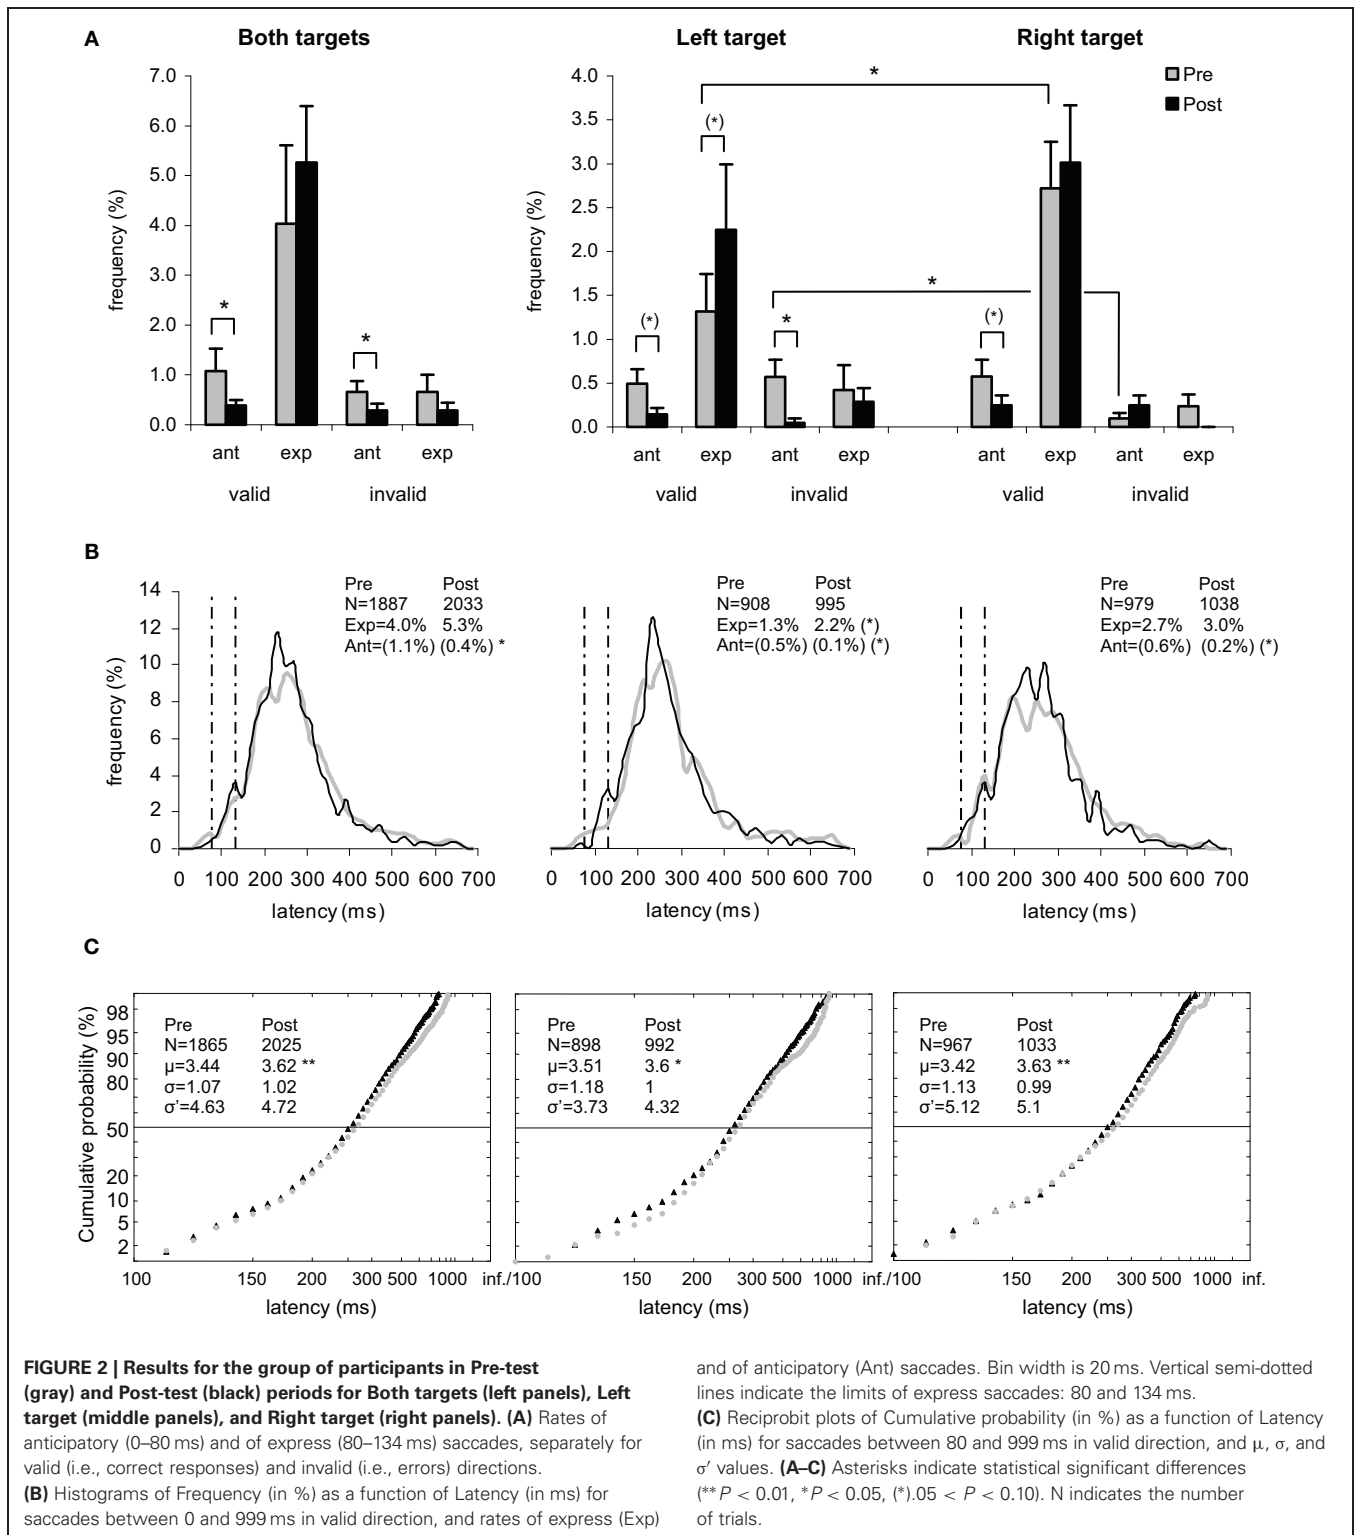 A
Both targets
Left target
Right target
Pre
Post
frequency (%)
7.0
6.0
5.0
4.0
3.0
2.0
1.0
0.0
*
*
ant
exp
ant
exp
valid
invalid
frequency (%)
4.0
3.5
3.0
2.5
2.0
1.5
1.0
0.5
0.0
*
(*)
*
(*)
*
(*)
ant
exp
ant
exp
ant
exp
ant
exp
valid
invalid
valid
invalid
B
frequency (%)
14
12
10
8
6
4
2
0
Pre Post
N=1887 2033
Exp=4.0% 5.3%
Ant=(1.1%) (0.4%) *
0 100 200 300 400 500 600 700
latency (ms)
Pre Post
N=908 995
Exp=1.3% 2.2% (*)
Ant=(0.5%) (0.1%) (*)
0 100 200 300 400 500 600 700
latency (ms)
Pre Post
N=979 1038
Exp=2.7% 3.0%
Ant=(0.6%) (0.2%) (*)
0 100 200 300 400 500 600 700
latency (ms)
C
Cumulative probability (%)
98
95
90
80
50
20
10
5
2
Pre Post
N=1865 2025
μ=3.44 3.62 **
σ=1.07 1.02
σ'=4.63 4.72
100 150 200 300 500 1000 inf./100
latency (ms)
Pre Post
N=898 992
μ=3.51 3.6 *
σ=1.18 1
σ'=3.73 4.32
150 200 300 500 1000 inf./100
latency (ms)
Pre Post
N=967 1033
μ=3.42 3.63 **
σ=1.13 0.99
σ'=5.12 5.1
150 200 300 500 1000 inf.
latency (ms)
FIGURE 2 | Results for the group of participants in Pre-test
(gray) and Post-test (black) periods for Both targets (left panels), Left
target (middle panels), and Right target (right panels). (A) Rates of
anticipatory (0–80 ms) and of express (80–134 ms) saccades, separately for
valid (i.e., correct responses) and invalid (i.e., errors) directions.
(B) Histograms of Frequency (in %) as a function of Latency (in ms) for
saccades between 0 and 999 ms in valid direction, and rates of express (Exp)
and of anticipatory (Ant) saccades. Bin width is 20 ms. Vertical semi-dotted
lines indicate the limits of express saccades: 80 and 134 ms.
(C) Reciprobit plots of Cumulative probability (in %) as a function of Latency
(in ms) for saccades between 80 and 999 ms in valid direction, and μ, σ, and
σ′ values. (A–C) Asterisks indicate statistical significant differences
(**P < 0.01, *P < 0.05, (*).05 < P < 0.10). N indicates the number
of trials.